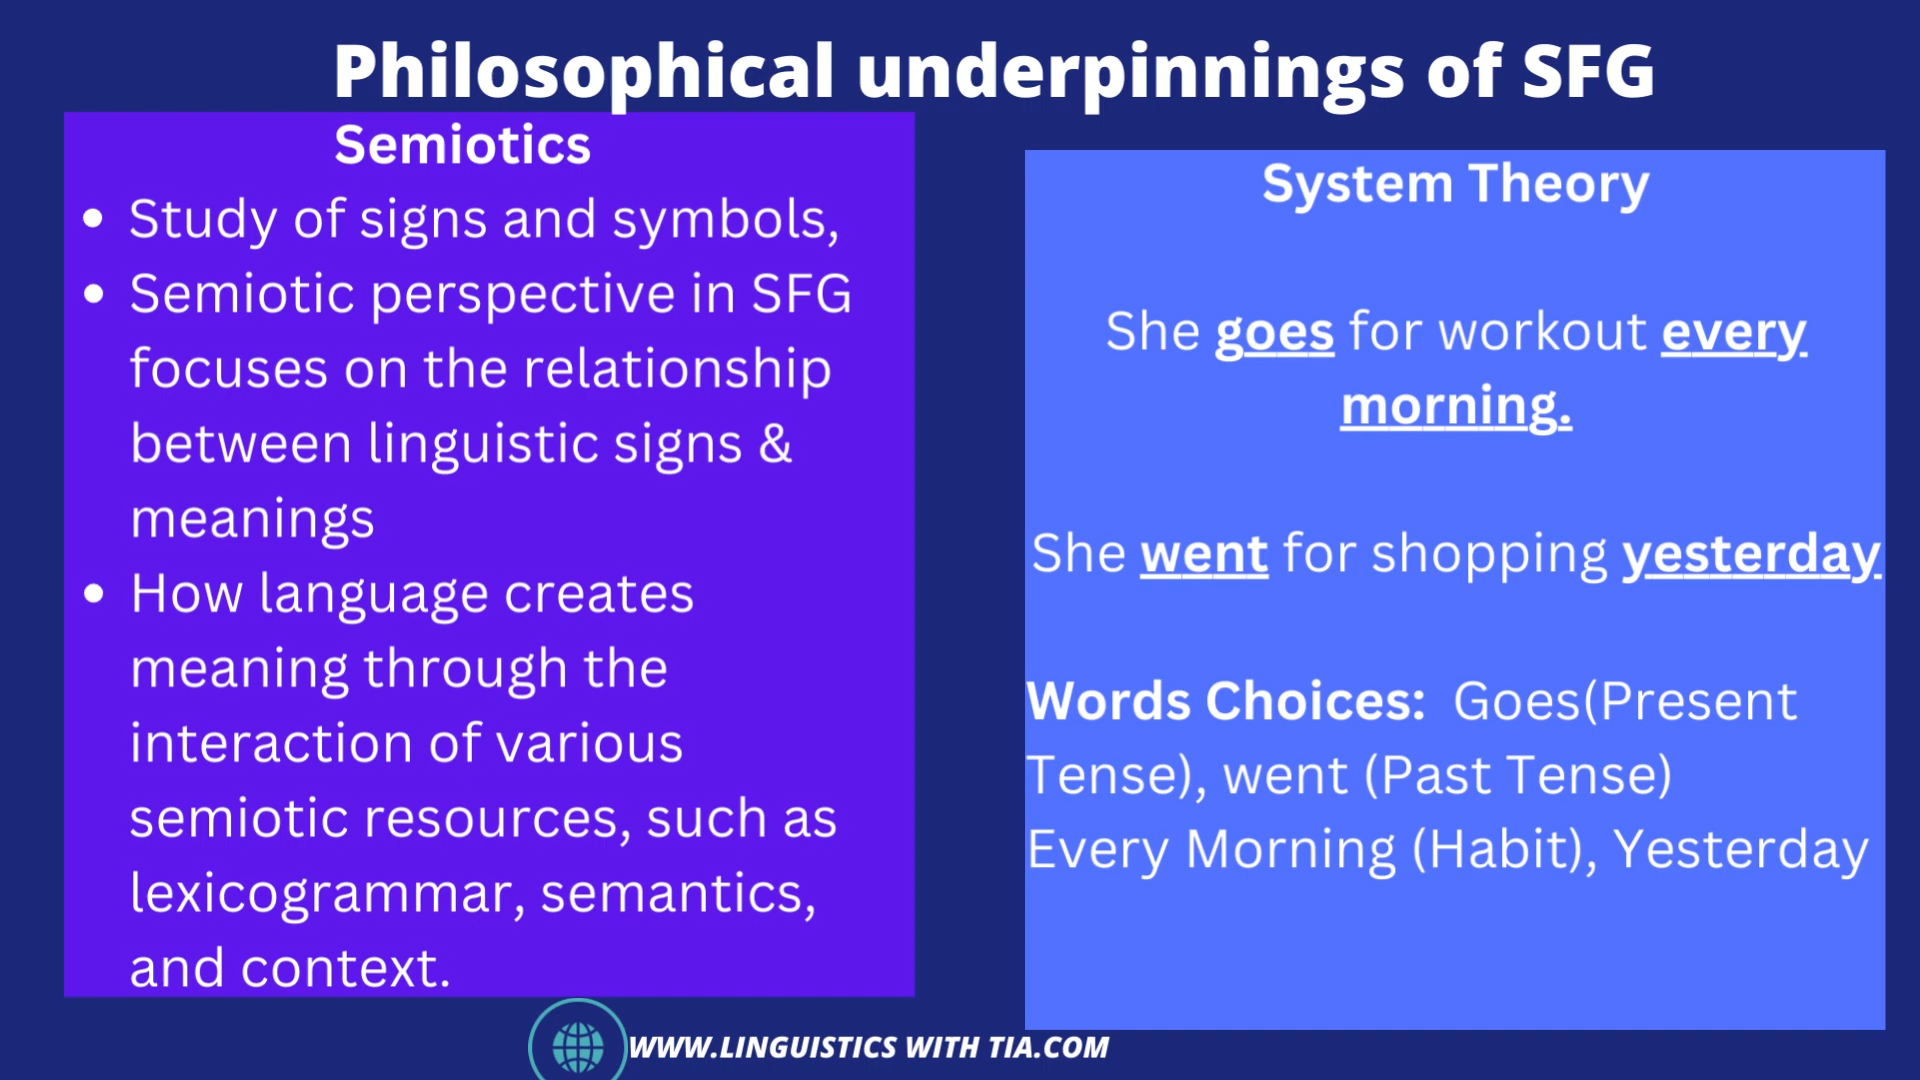 Philosophical underpinnings of SFG
Semiotics
• Study of signs and symbols,
• Semiotic perspective in SFG
focuses on the relationship
between linguistic signs &
meanings
• How language creates
meaning through the
interaction of various
semiotic resources, such as
lexicogrammar, semantics,
and context.
System Theory
She goes for workout every
morning.
She went for shopping yesterday.
Words Choices: Goes(Present
Tense), went (Past Tense)
Every Morning (Habit), Yesterday
WWW.LINGUISTICS WITH TIA.COM